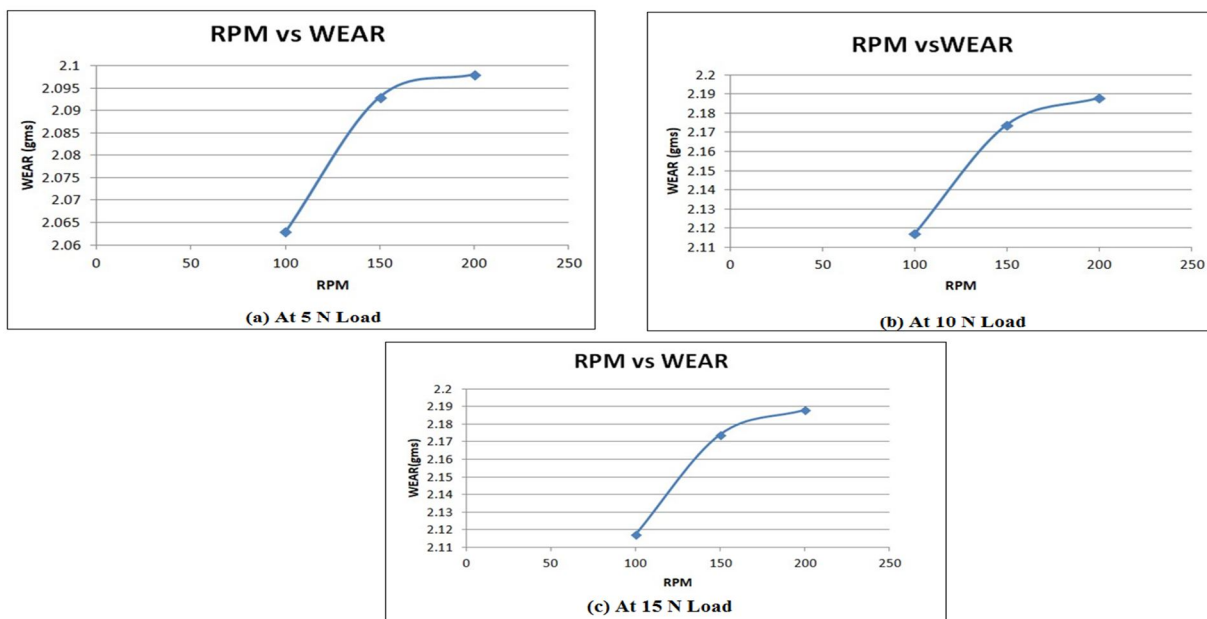 RPM vs WEAR
WEAR (gms)
2.1
2.095
2.09
2.085
2.08
2.075
2.07
2.065
2.06
0 50 100 150 200 250
RPM
(a) At 5 N Load
RPM vsWEAR
WEAR (gms)
2.2
2.19
2.18
2.17
2.16
2.15
2.14
2.13
2.12
2.11
0 50 100 150 200 250
RPM
(b) At 10 N Load
RPM vs WEAR
WEAR(gms)
2.2
2.19
2.18
2.17
2.16
2.15
2.14
2.13
2.12
2.11
0 50 100 150 200 250
RPM
(c) At 15 N Load